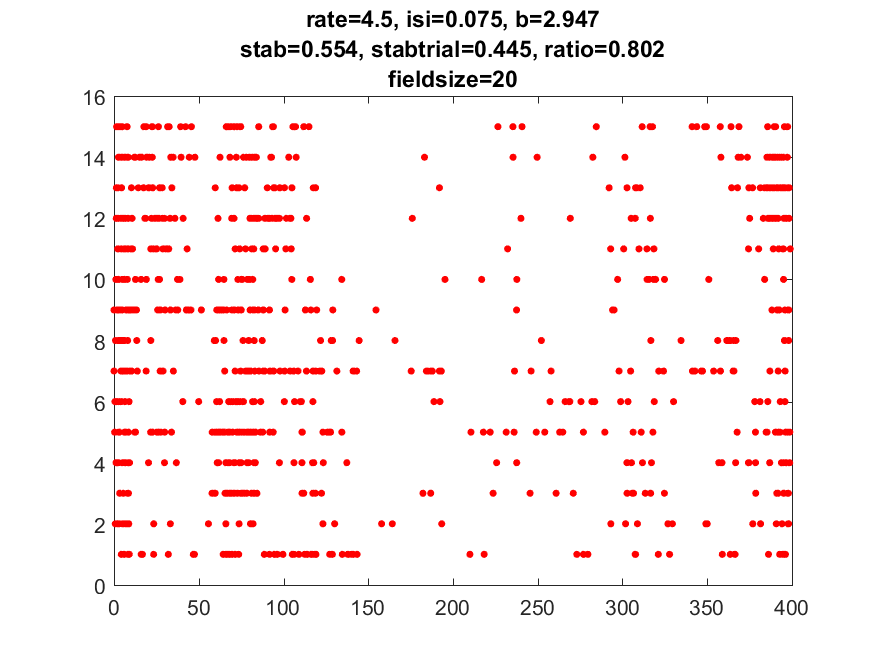 rate=4.5, isi=0.075, b=2.947
stab=0.554, stabtrial=0.445, ratio=0.802
fieldsize=20
16
14
12
10
8
6
4
2
0
0 50 100 150 200 250 300 350 400